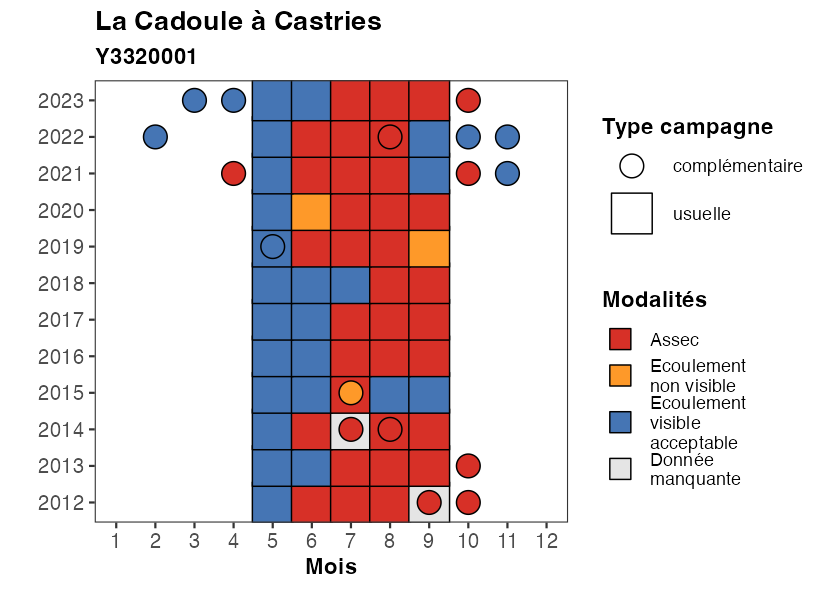 La Cadoule à Castries
Y3320001
2023
2022
2021
2020
2019
2018
2017
2016
2015
2014
2013
2012
1 2 3 4 5 6 7 8 9 10 11 12
Mois
Type campagne
complémentaire
usuelle
Modalités
Assec
Ecoulement
non visible
Ecoulement
visible
acceptable
Donnée
manquante